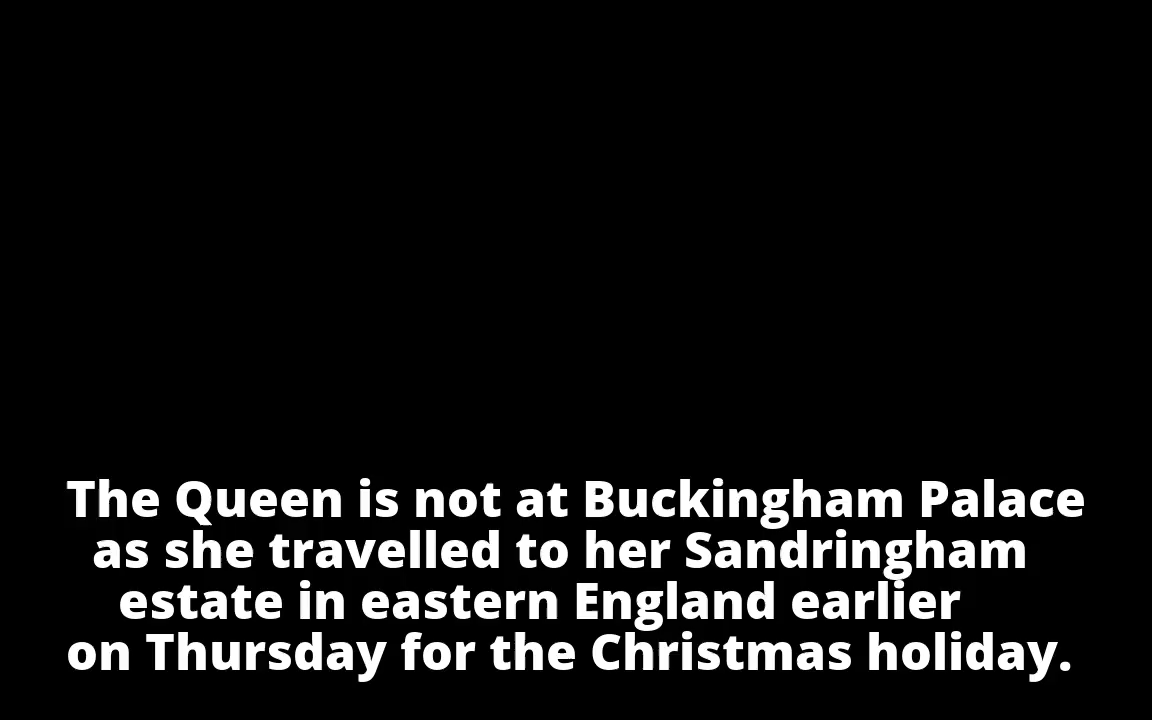 The Queen is not at Buckingham Palace
as she travelled to her Sandringham
estate in eastern England earlier
on Thursday for the Christmas holiday.